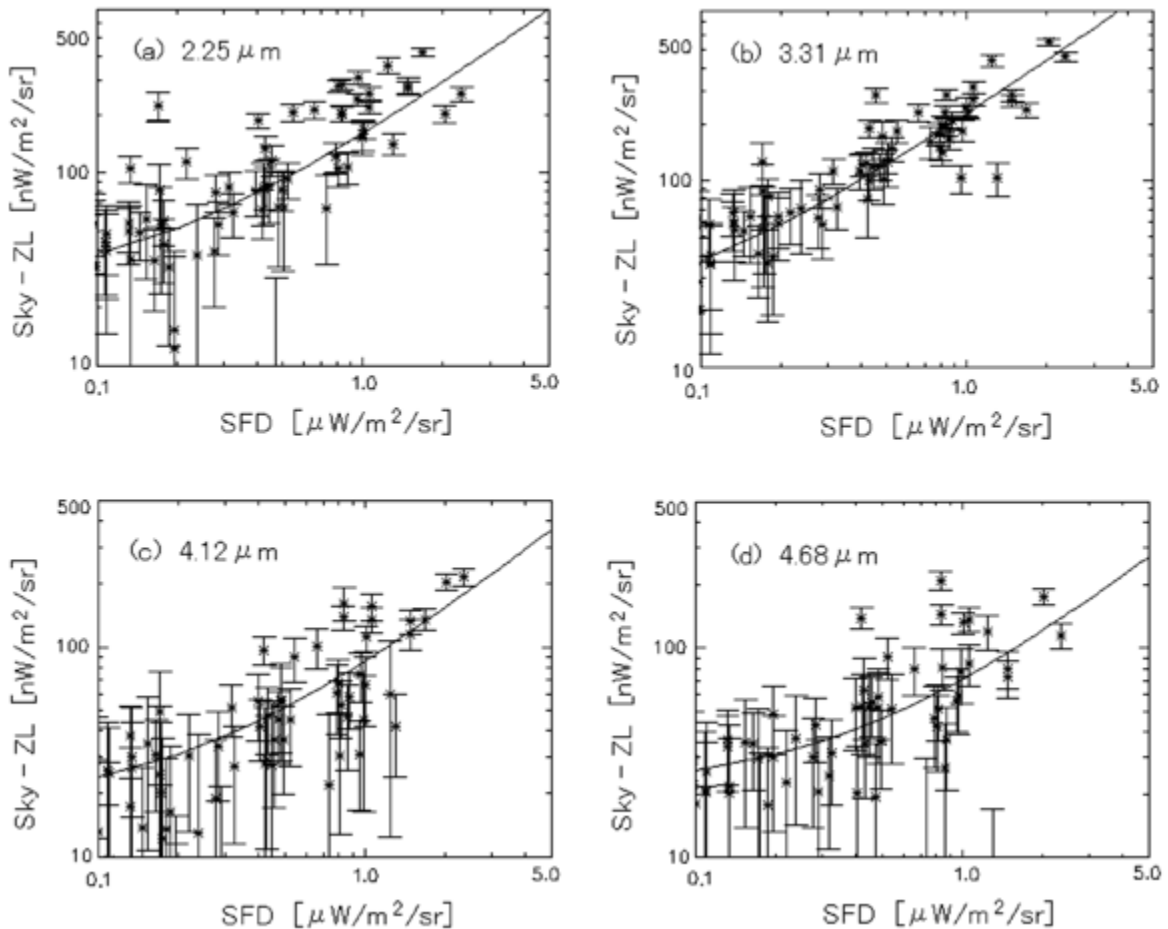 (a) 2.25 μm
500
100
10
0.1
1.0
5.0
Sky-ZL [nW/m²/sr]
SFD [μW/m²/sr]
(b) 3.31 μm
500
100
10
0.1
1.0
5.0
Sky-ZL [nW/m²/sr]
SFD [μW/m²/sr]
(c) 4.12 μm
500
100
10
0.1
1.0
5.0
Sky-ZL [nW/m²/sr]
SFD [μW/m²/sr]
(d) 4.68 μm
500
100
10
0.1
1.0
5.0
Sky-ZL [nW/m²/sr]
SFD [μW/m²/sr]